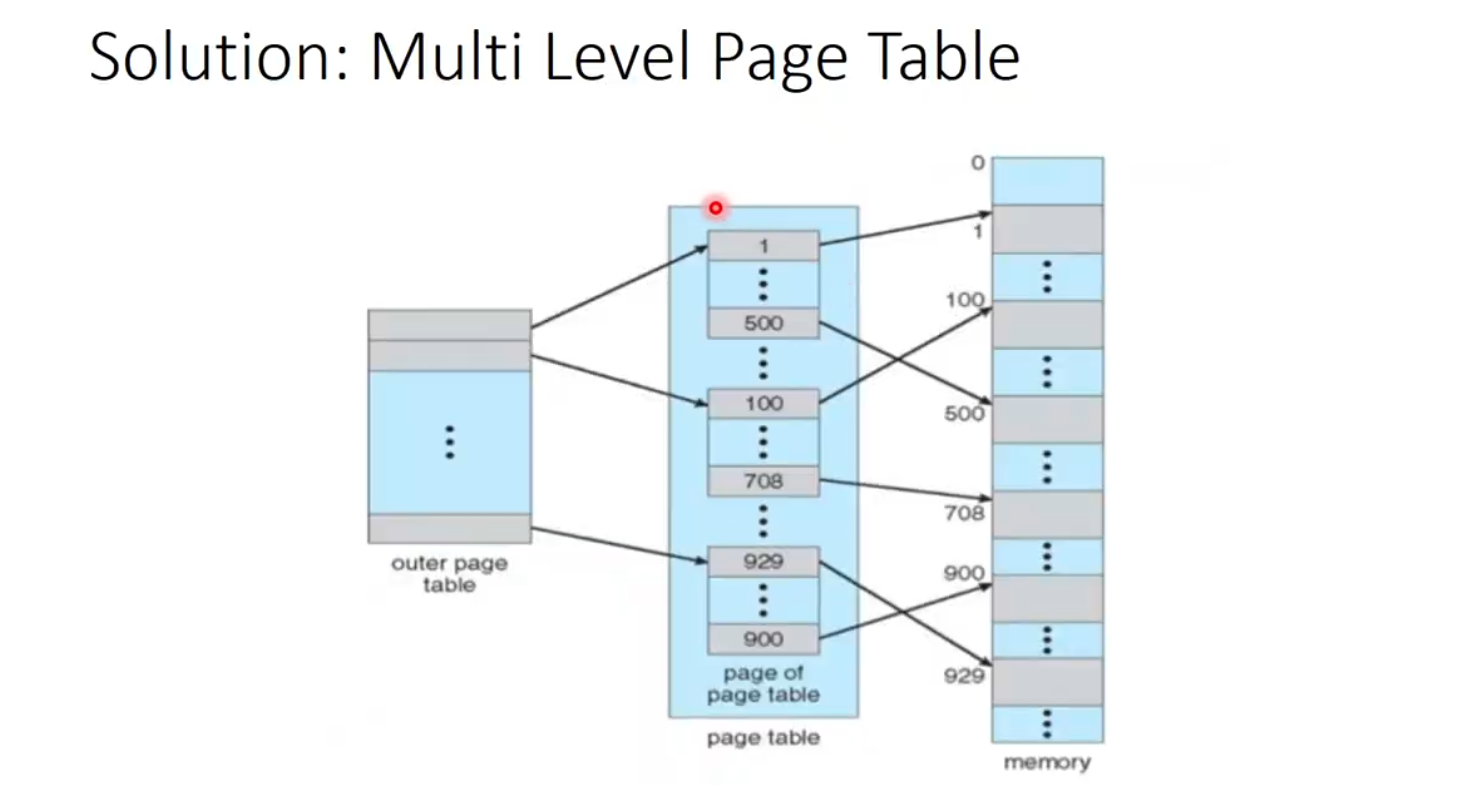 Solution: Multi Level Page Table
outer page
table
1
500
100
708
929
900
page of
page table
page table
0
1
100
500
708
900
929
memory